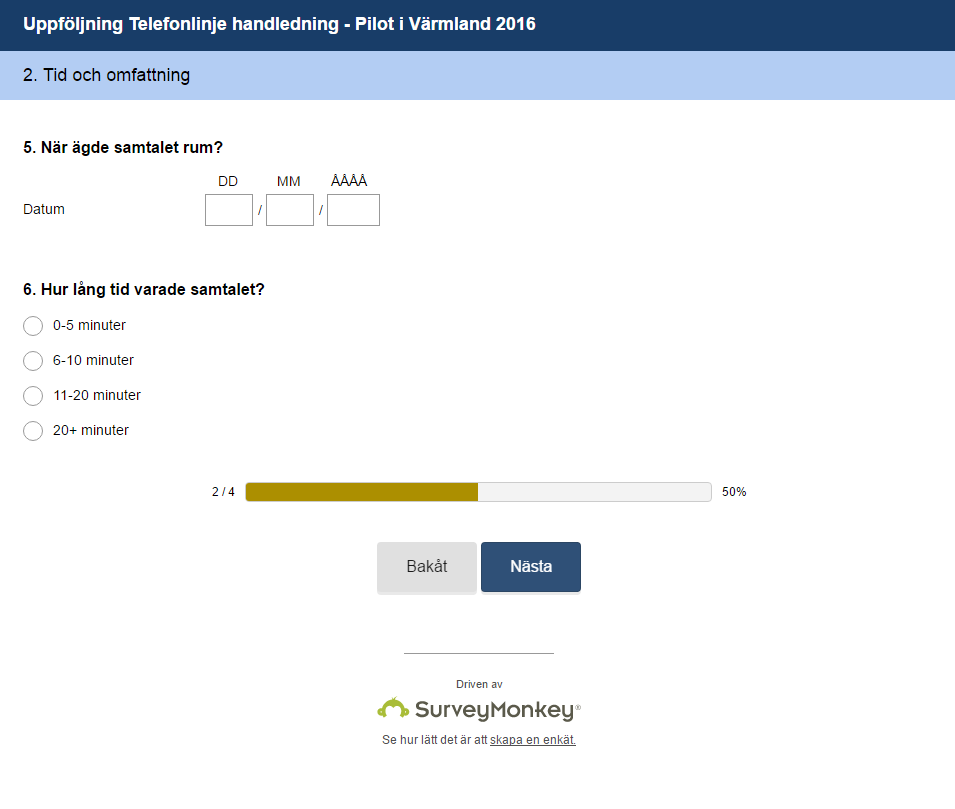 Uppföljning Telefonlinje handledning - Pilot i Värmland 2016
2. Tid och omfattning
5. När ägde samtalet rum?
DD MM ÅÅÅÅ
Datum / /
6. Hur lång tid varade samtalet?
0-5 minuter
6-10 minuter
11-20 minuter
20+ minuter
2 / 4 50%
Bakåt Nästa
Driven av
SurveyMonkey®
Se hur lätt det är att skapa en enkät.